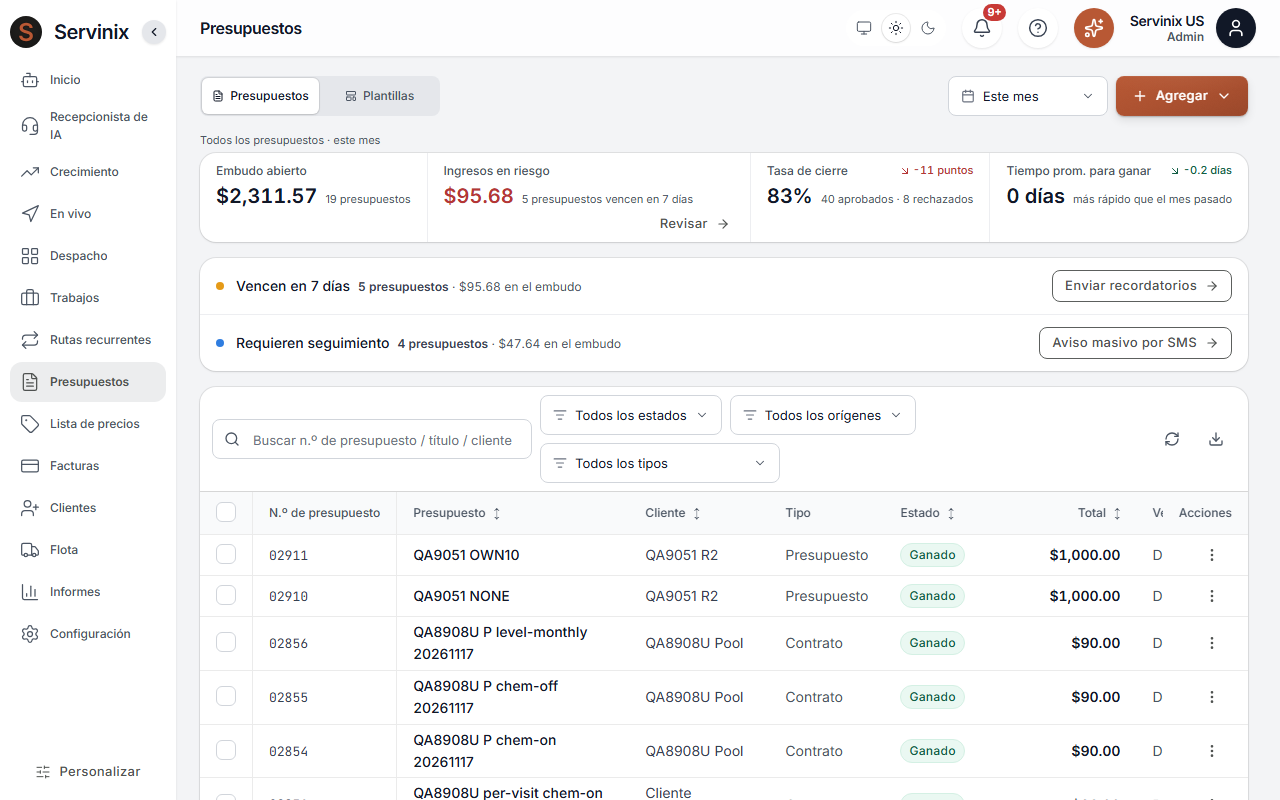 S Servinix
Presupuestos
9+
Servinix US
Admin
Inicio
Recepcionista de
IA
Crecimiento
En vivo
Despacho
Trabajos
Rutas recurrentes
Presupuestos
Lista de precios
Facturas
Clientes
Flota
Informes
Configuración
Personalizar
Presupuestos
Plantillas
Este mes
Agregar
Todos los presupuestos · este mes
Embudo abierto
$2,311.57 19 presupuestos
Ingresos en riesgo
$95.68 5 presupuestos vencen en 7 días
Revisar
Tasa de cierre -11 puntos
83% 40 aprobados · 8 rechazados
Tiempo prom. para ganar -0.2 días
0 días más rápido que el mes pasado
Vencen en 7 días 5 presupuestos · $95.68 en el embudo
Enviar recordatorios
Requieren seguimiento 4 presupuestos · $47.64 en el embudo
Aviso masivo por SMS
Buscar n.º de presupuesto / título / cliente
Todos los estados
Todos los orígenes
Todos los tipos
N.º de presupuesto Presupuesto Cliente Tipo Estado Total Ve Acciones
02911 QA9051 OWN10 QA9051 R2 Presupuesto Ganado $1,000.00 D
02910 QA9051 NONE QA9051 R2 Presupuesto Ganado $1,000.00 D
02856 QA8908U P level-monthly
20261117 QA8908U Pool Contrato Ganado $90.00 D
02855 QA8908U P chem-off
20261117 QA8908U Pool Contrato Ganado $90.00 D
02854 QA8908U P chem-on
20261117 QA8908U Pool Contrato Ganado $90.00 D
QA8908U per-visit chem-on Cliente